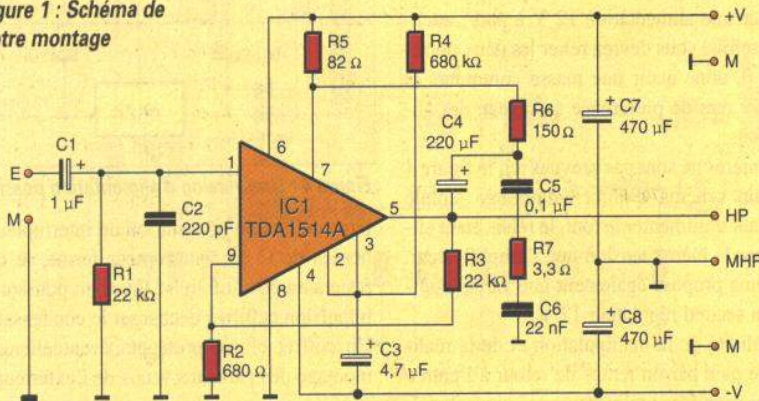 gure 1 : Schéma de
tre montage
+V
M
R5
82 Ω
R4
680 kΩ
R6
150 Ω
C7
470 µF
+
C4
220 µF
+
C1
+
1 µF
E
M
C2
220 pF
R1
22 kΩ
IC1
TDA1514A
1
6
7
5
3
2
4
8
9
C5
0,1 µF
HP
R7
3,3 Ω
R3
22 kΩ
MHP
C6
22 nF
C8
470 µF
+
R2
680 Ω
C3
4,7 µF
+
M
-V